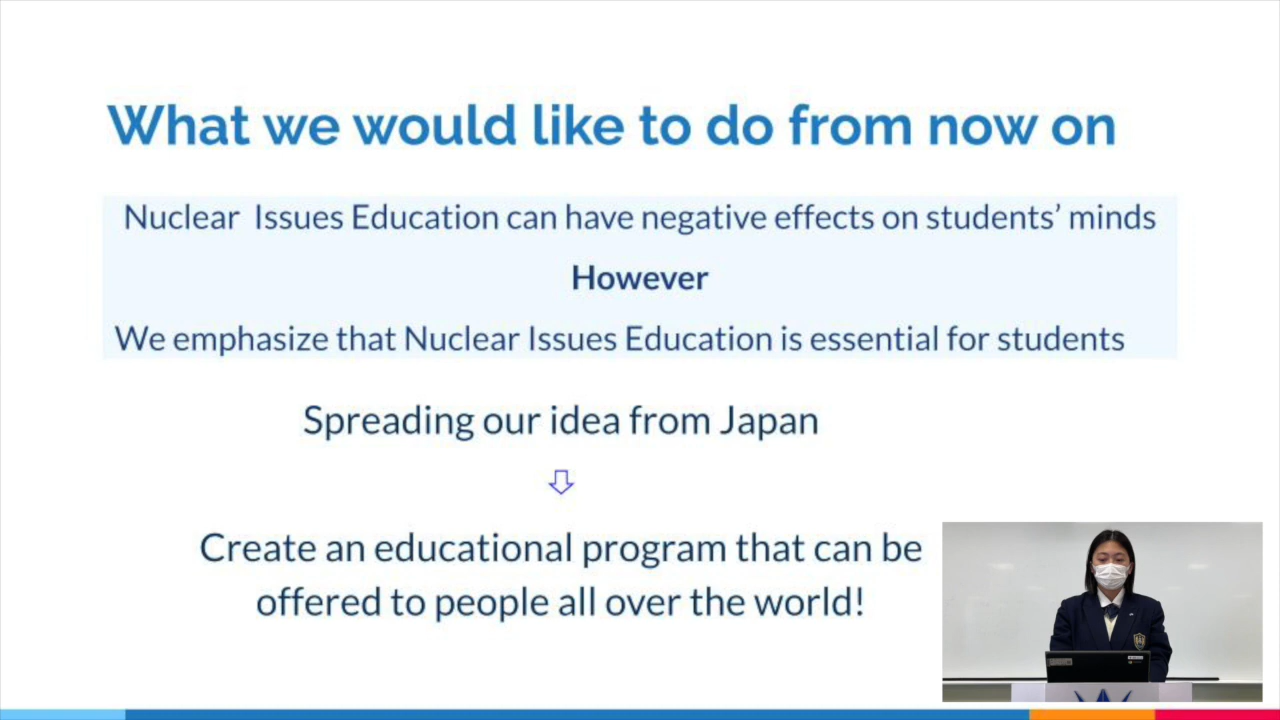 What we would like to do from now on
Nuclear Issues Education can have negative effects on students’ minds
However
We emphasize that Nuclear Issues Education is essential for students
Spreading our idea from Japan
Create an educational program that can be
offered to people all over the world!